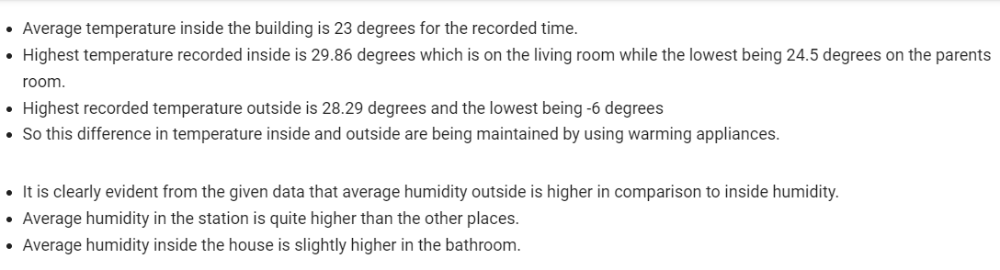 • Average temperature inside the building is 23 degrees for the recorded time.
• Highest temperature recorded inside is 29.86 degrees which is on the living room while the lowest being 24.5 degrees on the parents
room.
• Highest recorded temperature outside is 28.29 degrees and the lowest being -6 degrees
• So this difference in temperature inside and outside are being maintained by using warming appliances.
• It is clearly evident from the given data that average humidity outside is higher in comparison to inside humidity.
• Average humidity in the station is quite higher than the other places.
• Average humidity inside the house is slightly higher in the bathroom.